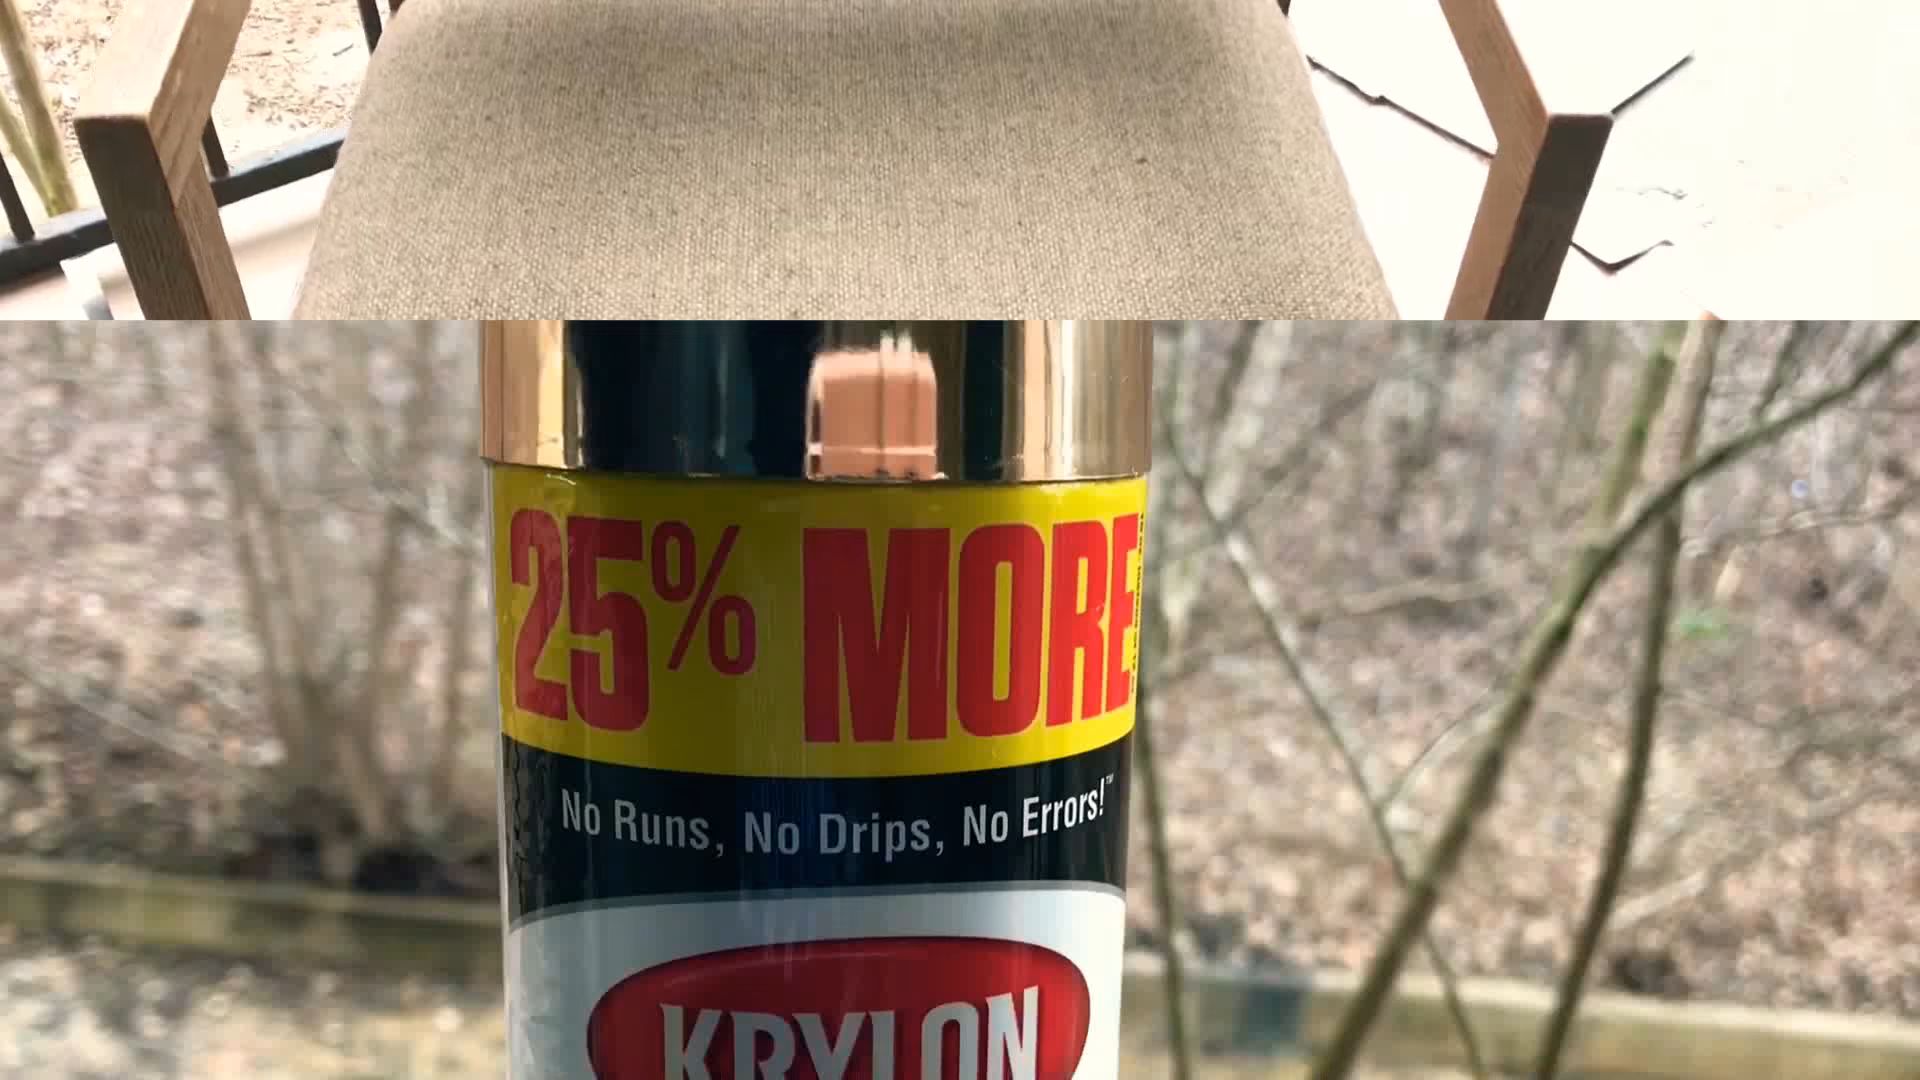 25% MORE
No Runs, No Drips, No Errors!™
KRYLON